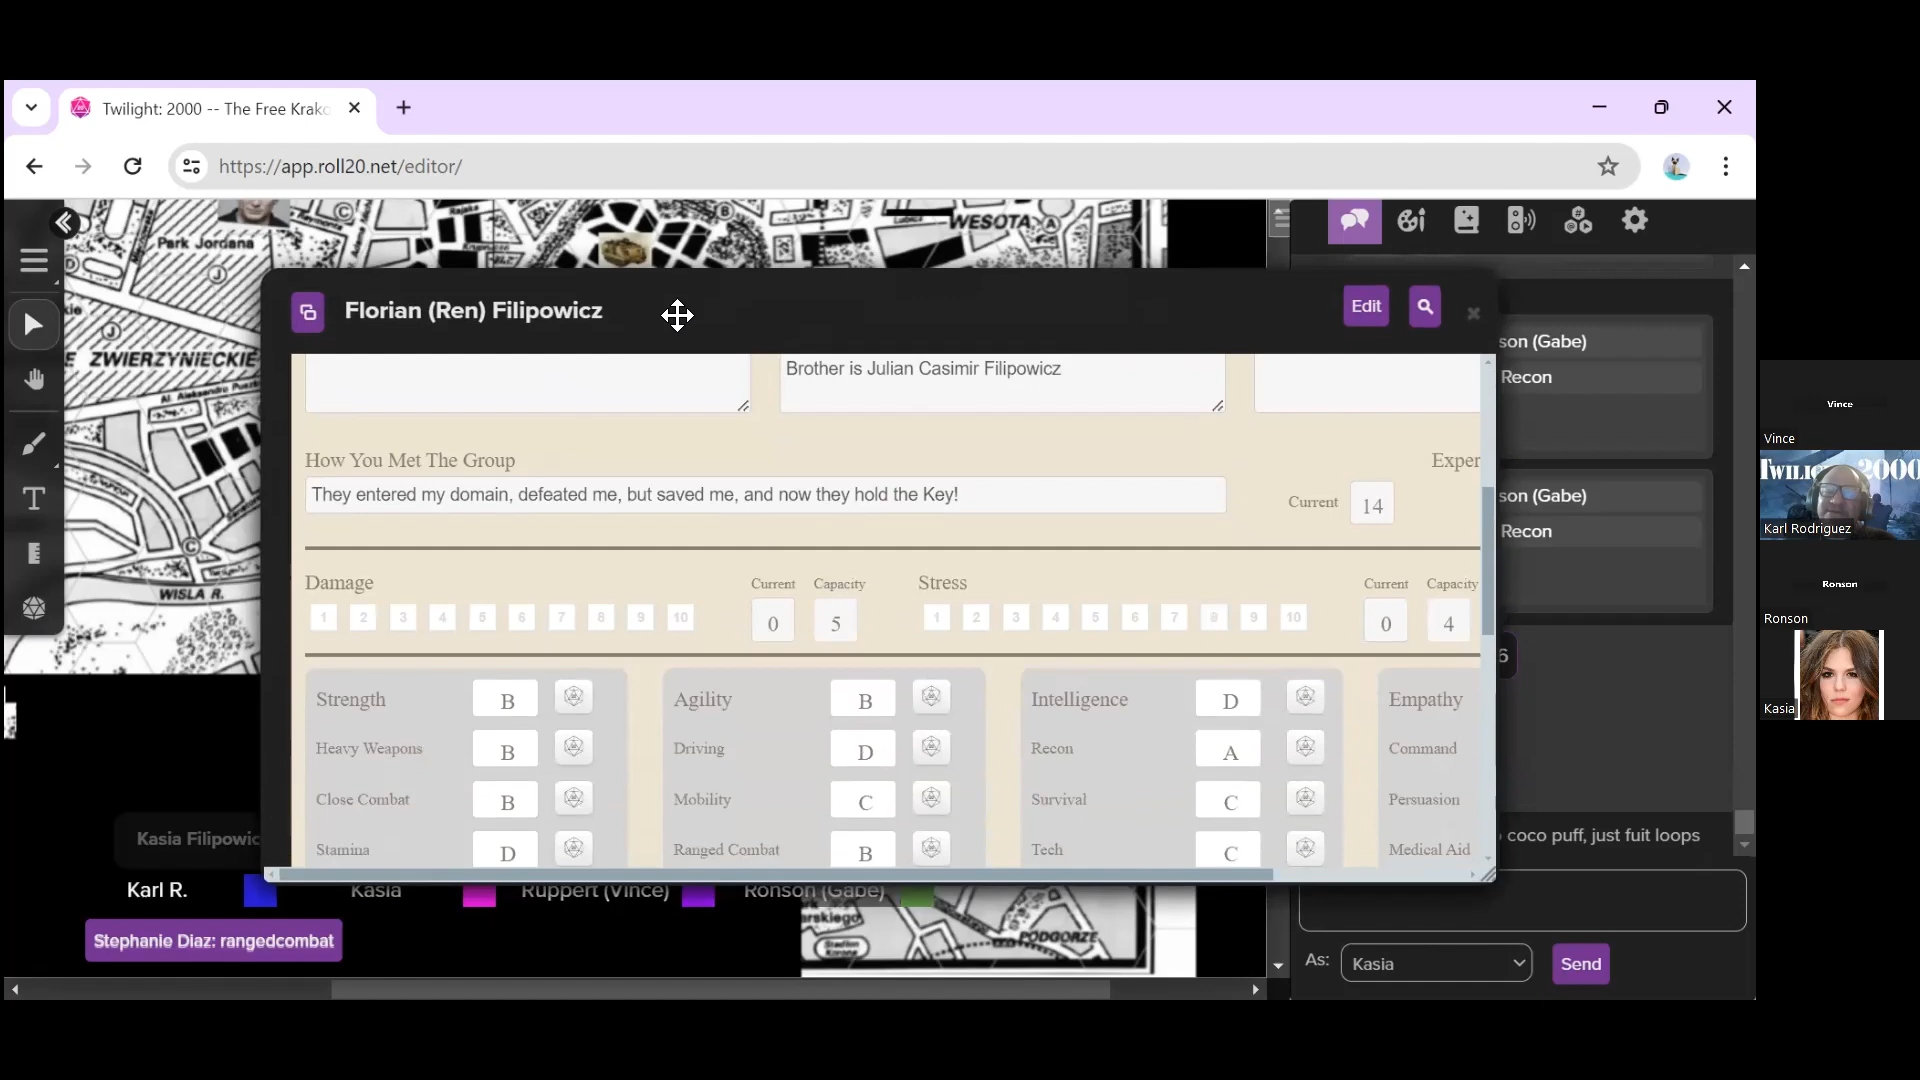 Twilight: 2000 -- The Free Krako
https://app.roll20.net/editor/
Park Jordana
WESOŁA
ZWIERZYNIECKIE
WISLA R.
Florian (Ren) Filipowicz
Edit
Brother is Julian Casimir Filipowicz
How You Met The Group
Exper
They entered my domain, defeated me, but saved me, and now they hold the Key!
Current 14
Damage Current Capacity Stress Current Capacity
1 2 3 4 5 6 7 8 9 10 0 5 1 2 3 4 5 6 7 8 9 10 0 4
Strength B Agility B Intelligence D Empathy
Heavy Weapons B Driving D Recon A Command
Close Combat B Mobility C Survival C Persuasion
Stamina D Ranged Combat B Tech C Medical Aid
son (Gabe)
Recon
son (Gabe)
Recon
6
coco puff, just fuit loops
Kasia Filipowic
Karl R. Kasia Ruppert (Vince) Ronson (Gabe)
Stephanie Diaz: rangedcombat
PODGORZE
As: Kasia Send
Vince
Vince
TWILIGHT 2000
Karl Rodriguez
Ronson
Ronson
Kasia